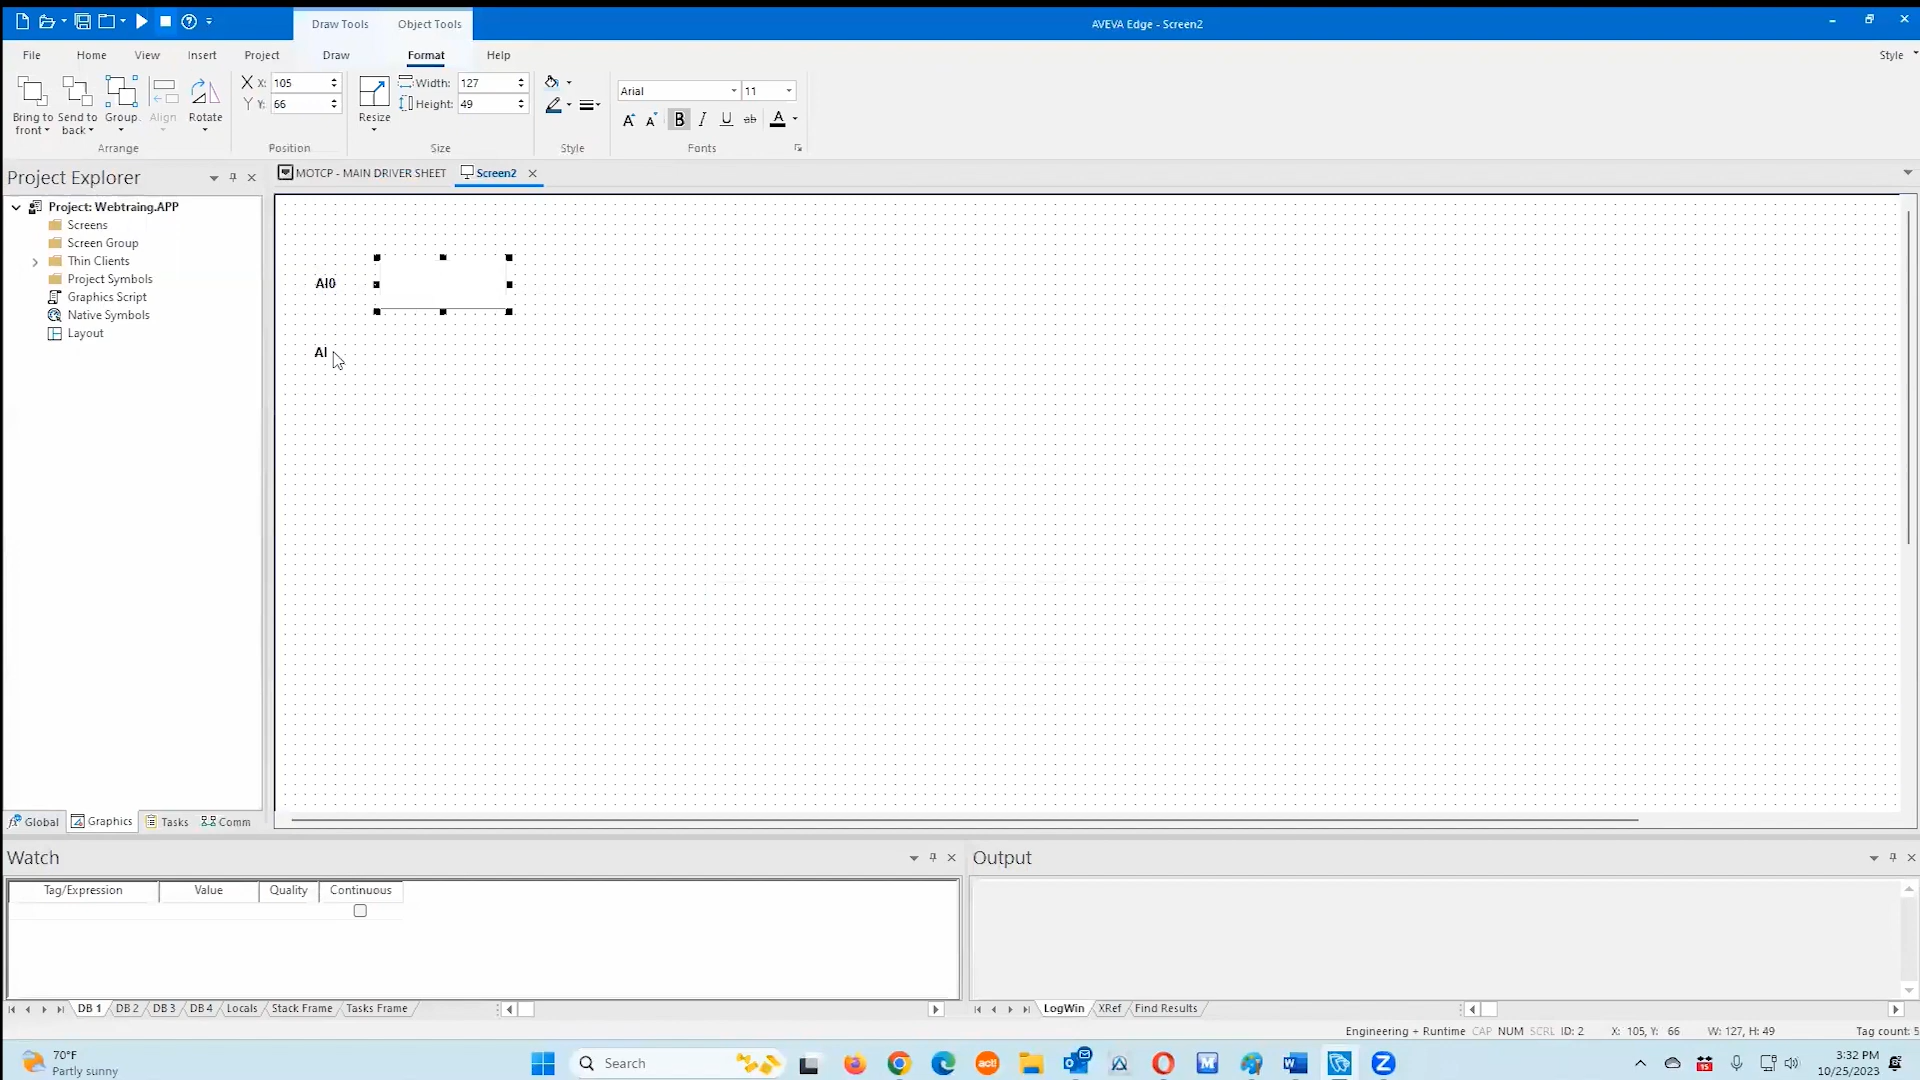 Draw Tools Object Tools
AVEVA Edge - Screen2
File Home View Insert Project Draw Format Help Style
X: 105 Width: 127
Y: 66 Height: 49
Arial 11
Bring to front Send to back Group Align Rotate Resize
B I U ab A
Arrange Position Size Style Fonts
Project Explorer
MOTCP - MAIN DRIVER SHEET Screen2
Project: Webtraing.APP
Screens
Screen Group
Thin Clients
Project Symbols
Graphics Script
Native Symbols
Layout
AI0
AI
Global Graphics Tasks Comm
Watch
Tag/Expression Value Quality Continuous
DB 1 DB 2 DB 3 DB 4 Locals Stack Frame Tasks Frame
Output
LogWin XRef Find Results
Engineering + Runtime CAP NUM SCRL ID: 2 X: 105, Y: 66 W: 127, H: 49 Tag count: 5
70°F
Partly sunny
Search
act!
15
3:32 PM
10/25/2023